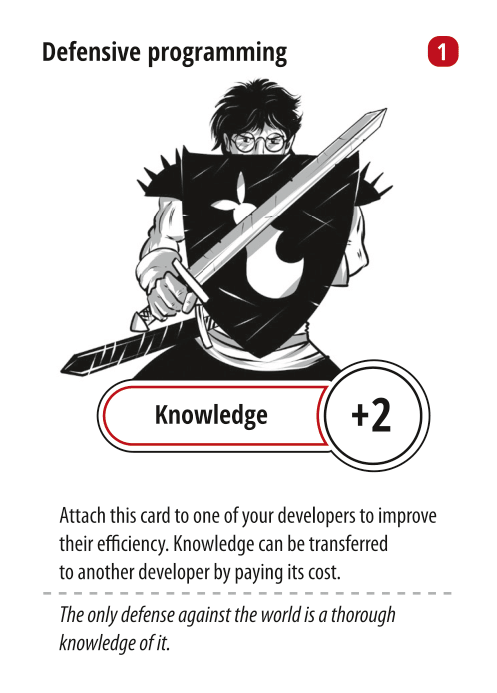 Defensive programming
1
Knowledge
+2
Attach this card to one of your developers to improve
their efficiency. Knowledge can be transferred
to another developer by paying its cost.
The only defense against the world is a thorough
knowledge of it.